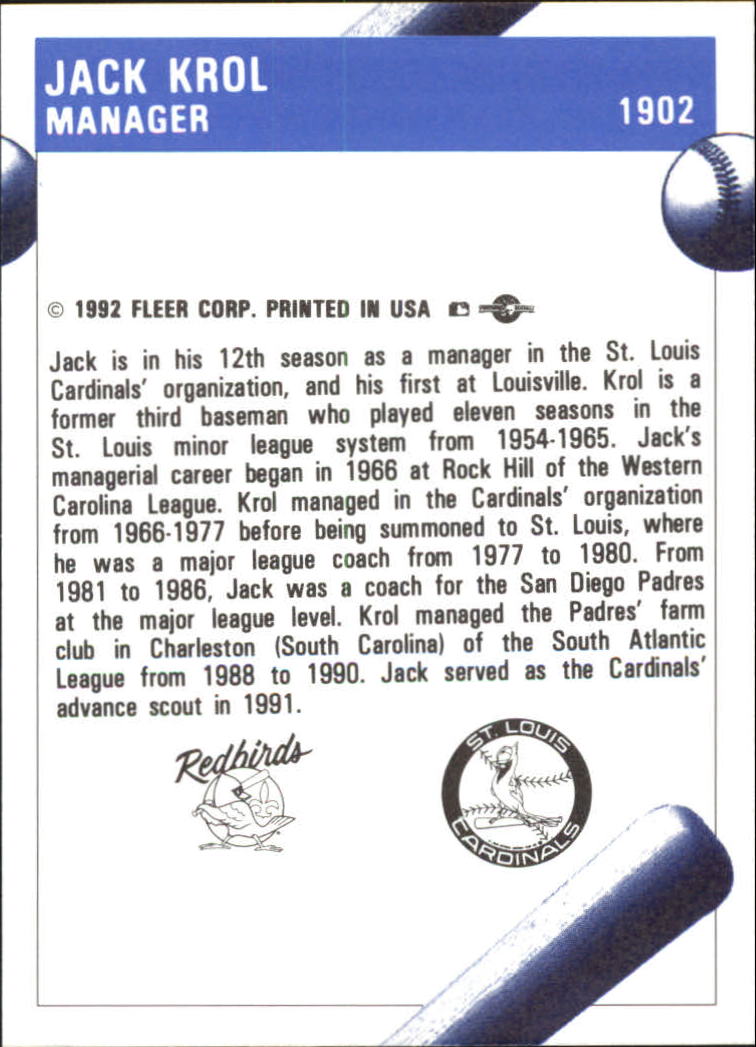 JACK KROL
MANAGER
1902
© 1992 FLEER CORP. PRINTED IN USA
Jack is in his 12th season as a manager in the St. Louis
Cardinals' organization, and his first at Louisville. Krol is a
former third baseman who played eleven seasons in the
St. Louis minor league system from 1954-1965. Jack's
managerial career began in 1966 at Rock Hill of the Western
Carolina League. Krol managed in the Cardinals' organization
from 1966-1977 before being summoned to St. Louis, where
he was a major league coach from 1977 to 1980. From
1981 to 1986, Jack was a coach for the San Diego Padres
at the major league level. Krol managed the Padres' farm
club in Charleston (South Carolina) of the South Atlantic
League from 1988 to 1990. Jack served as the Cardinals'
advance scout in 1991.
Redbirds
ST. LOUIS
CARDINALS